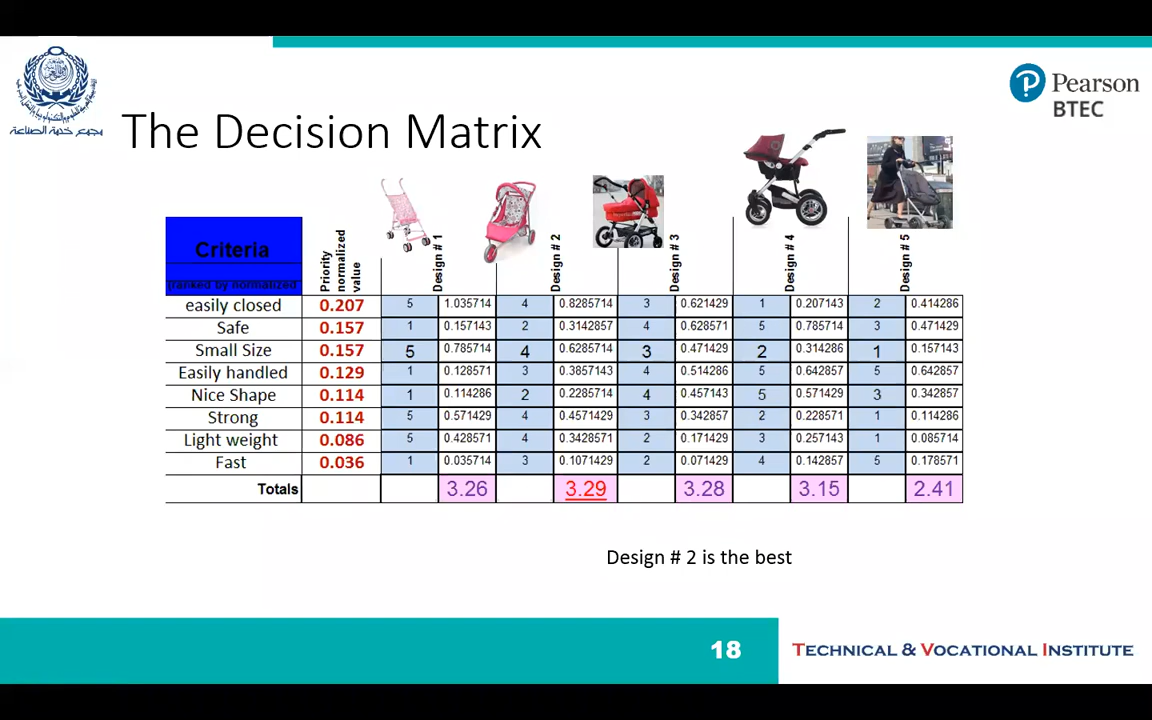 Pearson
BTEC
مجمع خدمة الصناعة
The Decision Matrix
Criteria
(ranked by normalized
Priority normalized value
Design # 1
Design # 2
Design # 3
Design # 4
Design # 5
easily closed 0.207 5 1.035714 4 0.8285714 3 0.621429 1 0.207143 2 0.414286
Safe 0.157 1 0.157143 2 0.3142857 4 0.628571 5 0.785714 3 0.471429
Small Size 0.157 5 0.785714 4 0.6285714 3 0.471429 2 0.314286 1 0.157143
Easily handled 0.129 1 0.128571 3 0.3857143 4 0.514286 5 0.642857 5 0.642857
Nice Shape 0.114 1 0.114286 2 0.2285714 4 0.457143 5 0.571429 3 0.342857
Strong 0.114 5 0.571429 4 0.4571429 3 0.342857 2 0.228571 1 0.114286
Light weight 0.086 5 0.428571 4 0.3428571 2 0.171429 3 0.257143 1 0.085714
Fast 0.036 1 0.035714 3 0.1071429 2 0.071429 4 0.142857 5 0.178571
Totals 3.26 3.29 3.28 3.15 2.41
Design # 2 is the best
18
TECHNICAL & VOCATIONAL INSTITUTE